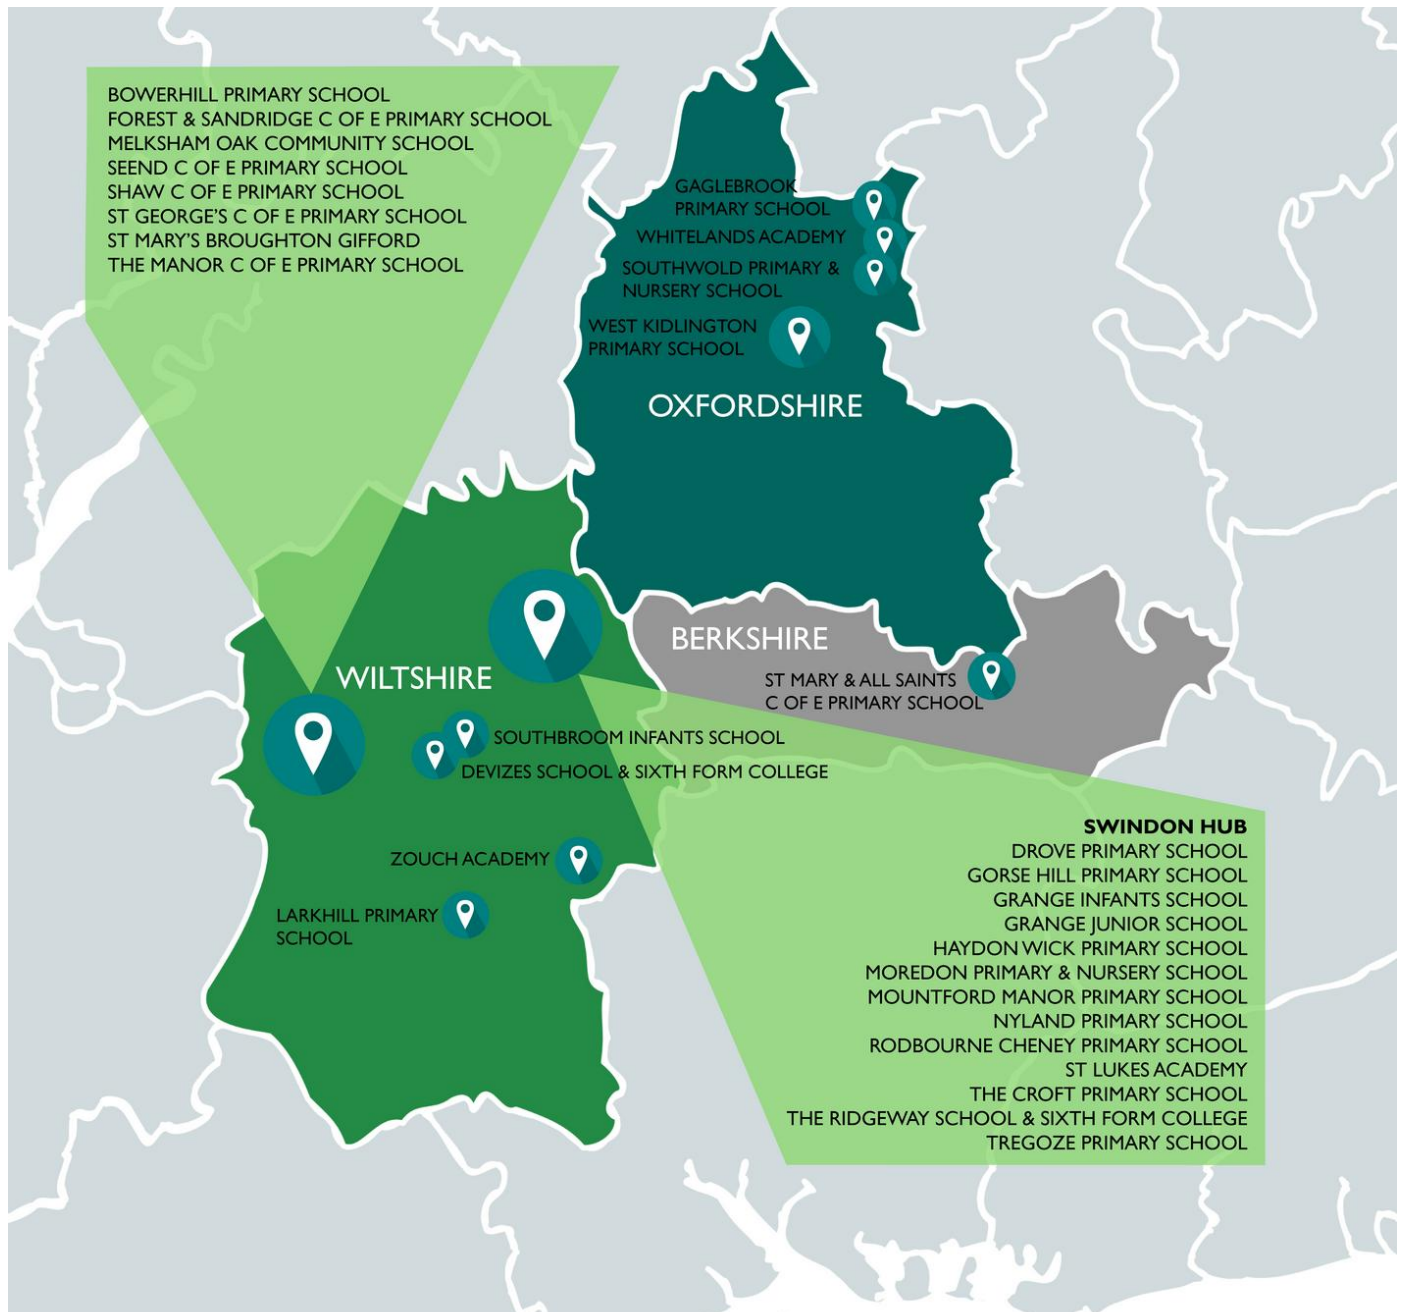 BOWERHILL PRIMARY SCHOOL
FOREST & SANDRIDGE C OF E PRIMARY SCHOOL
MELKSHAM OAK COMMUNITY SCHOOL
SEEND C OF E PRIMARY SCHOOL
SHAW C OF E PRIMARY SCHOOL
ST GEORGE'S C OF E PRIMARY SCHOOL
ST MARY'S BROUGHTON GIFFORD
THE MANOR C OF E PRIMARY SCHOOL
GAGLEBROOK
PRIMARY SCHOOL
WHITELANDS ACADEMY
SOUTHWOLD PRIMARY &
NURSERY SCHOOL
WEST KIDLINGTON
PRIMARY SCHOOL
OXFORDSHIRE
BERKSHIRE
ST MARY & ALL SAINTS
C OF E PRIMARY SCHOOL
WILTSHIRE
SOUTHBROOM INFANTS SCHOOL
DEVIZES SCHOOL & SIXTH FORM COLLEGE
ZOUCH ACADEMY
LARKHILL PRIMARY
SCHOOL
SWINDON HUB
DROVE PRIMARY SCHOOL
GORSE HILL PRIMARY SCHOOL
GRANGE INFANTS SCHOOL
GRANGE JUNIOR SCHOOL
HAYDON WICK PRIMARY SCHOOL
MOREDON PRIMARY & NURSERY SCHOOL
MOUNTFORD MANOR PRIMARY SCHOOL
NYLAND PRIMARY SCHOOL
RODBOURNE CHENEY PRIMARY SCHOOL
ST LUKES ACADEMY
THE CROFT PRIMARY SCHOOL
THE RIDGEWAY SCHOOL & SIXTH FORM COLLEGE
TREGOZE PRIMARY SCHOOL